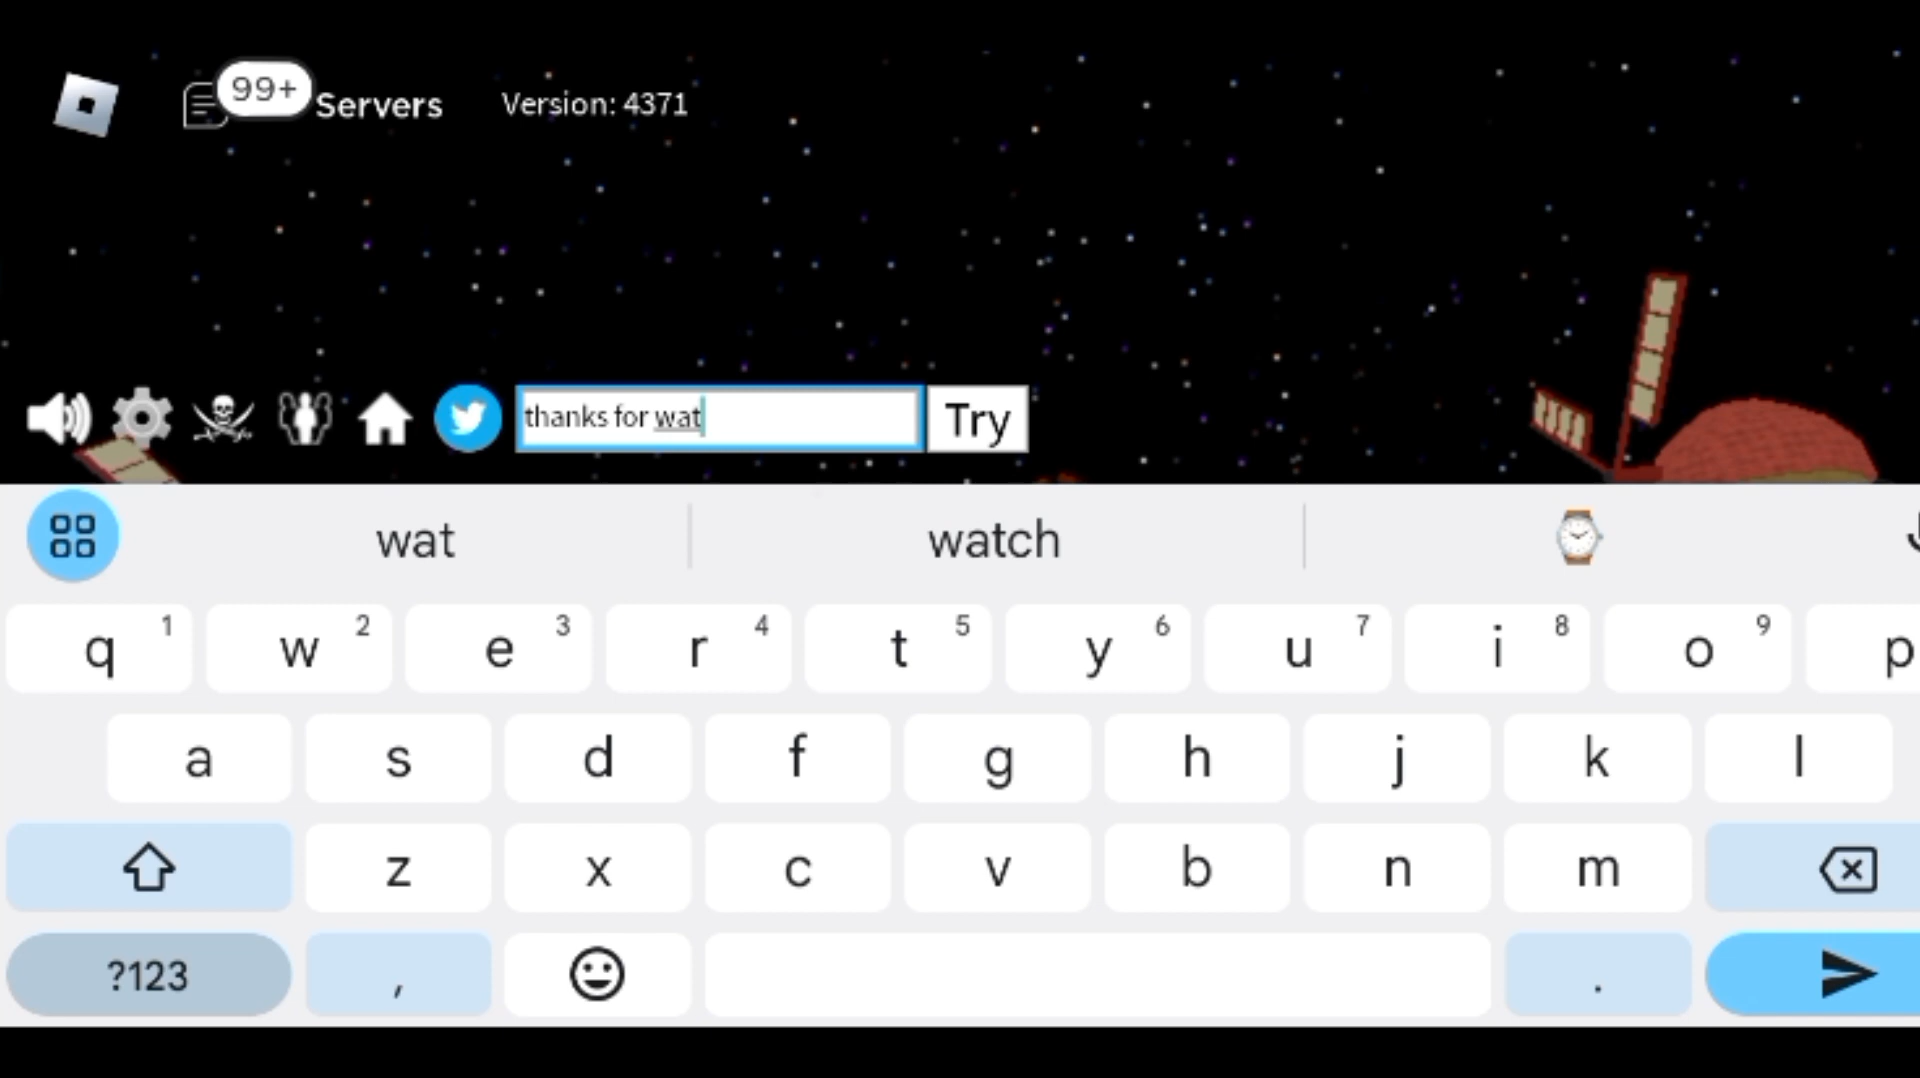 99+
Servers
Version: 4371
thanks for wat
Try
wat
watch
q 1 w 2 e 3 r 4 t 5 y 6 u 7 i 8 o 9 p
a s d f g h j k l
z x c v b n m
?123 , .